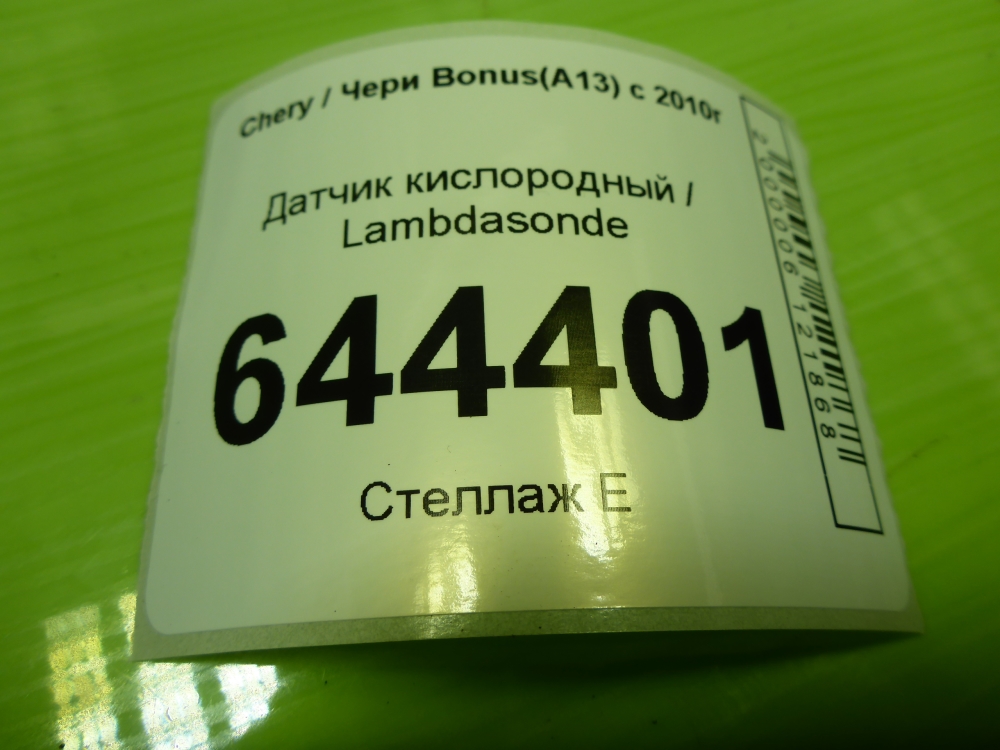 Chery / Чери Bonus(A13) с 2010г
Датчик кислородный /
Lambdasonde
644401
Стеллаж E
2000006121868